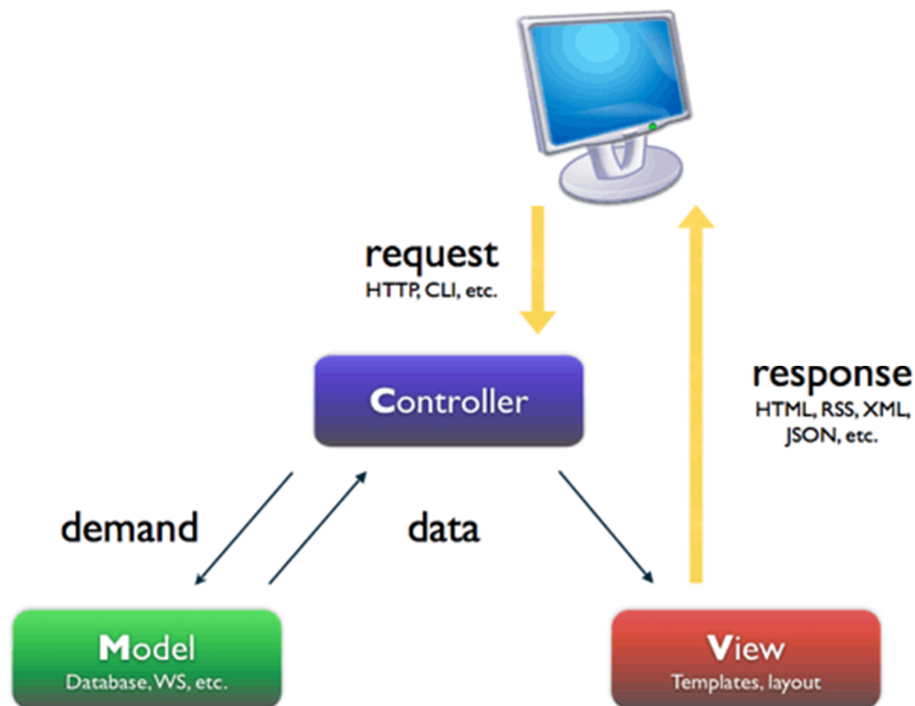 request
HTTP, CLI, etc.
Controller
response
HTML, RSS, XML,
JSON, etc.
demand
data
Model
Database, WS, etc.
View
Templates, layout